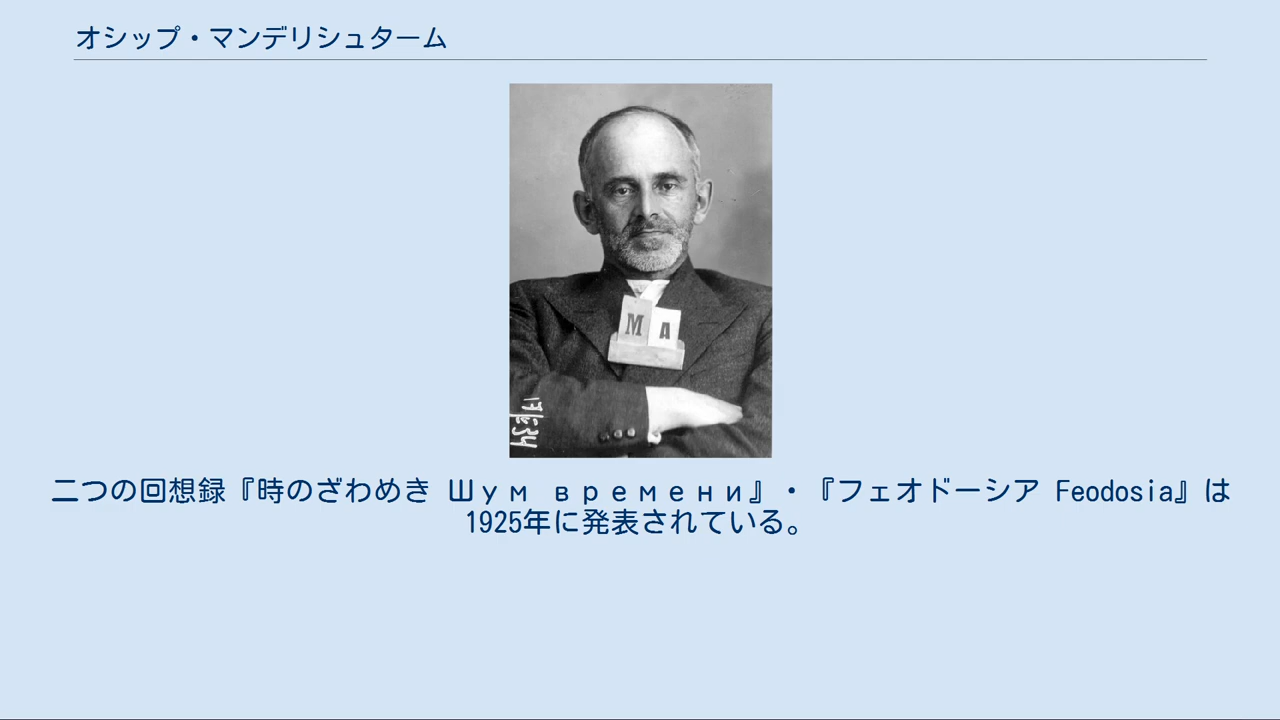 オシップ・マンデリシュターム
M A
二つの回想録『時のざわめき Шум времени』・『フェオドーシア Feodosia』は
1925年に発表されている。